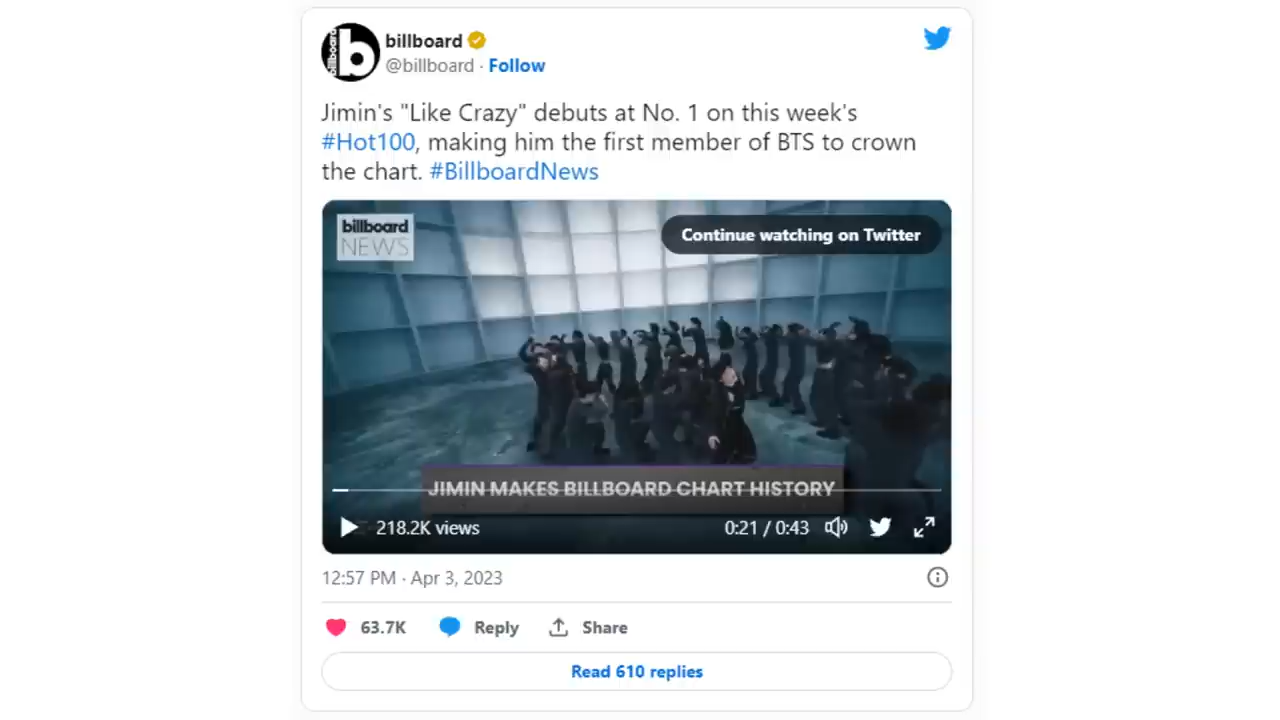 billboard
billboard
@billboard · Follow
Jimin's "Like Crazy" debuts at No. 1 on this week's
#Hot100, making him the first member of BTS to crown
the chart. #BillboardNews
billboard
NEWS
Continue watching on Twitter
JIMIN MAKES BILLBOARD CHART HISTORY
218.2K views
0:21 / 0:43
12:57 PM · Apr 3, 2023
63.7K
Reply
Share
Read 610 replies